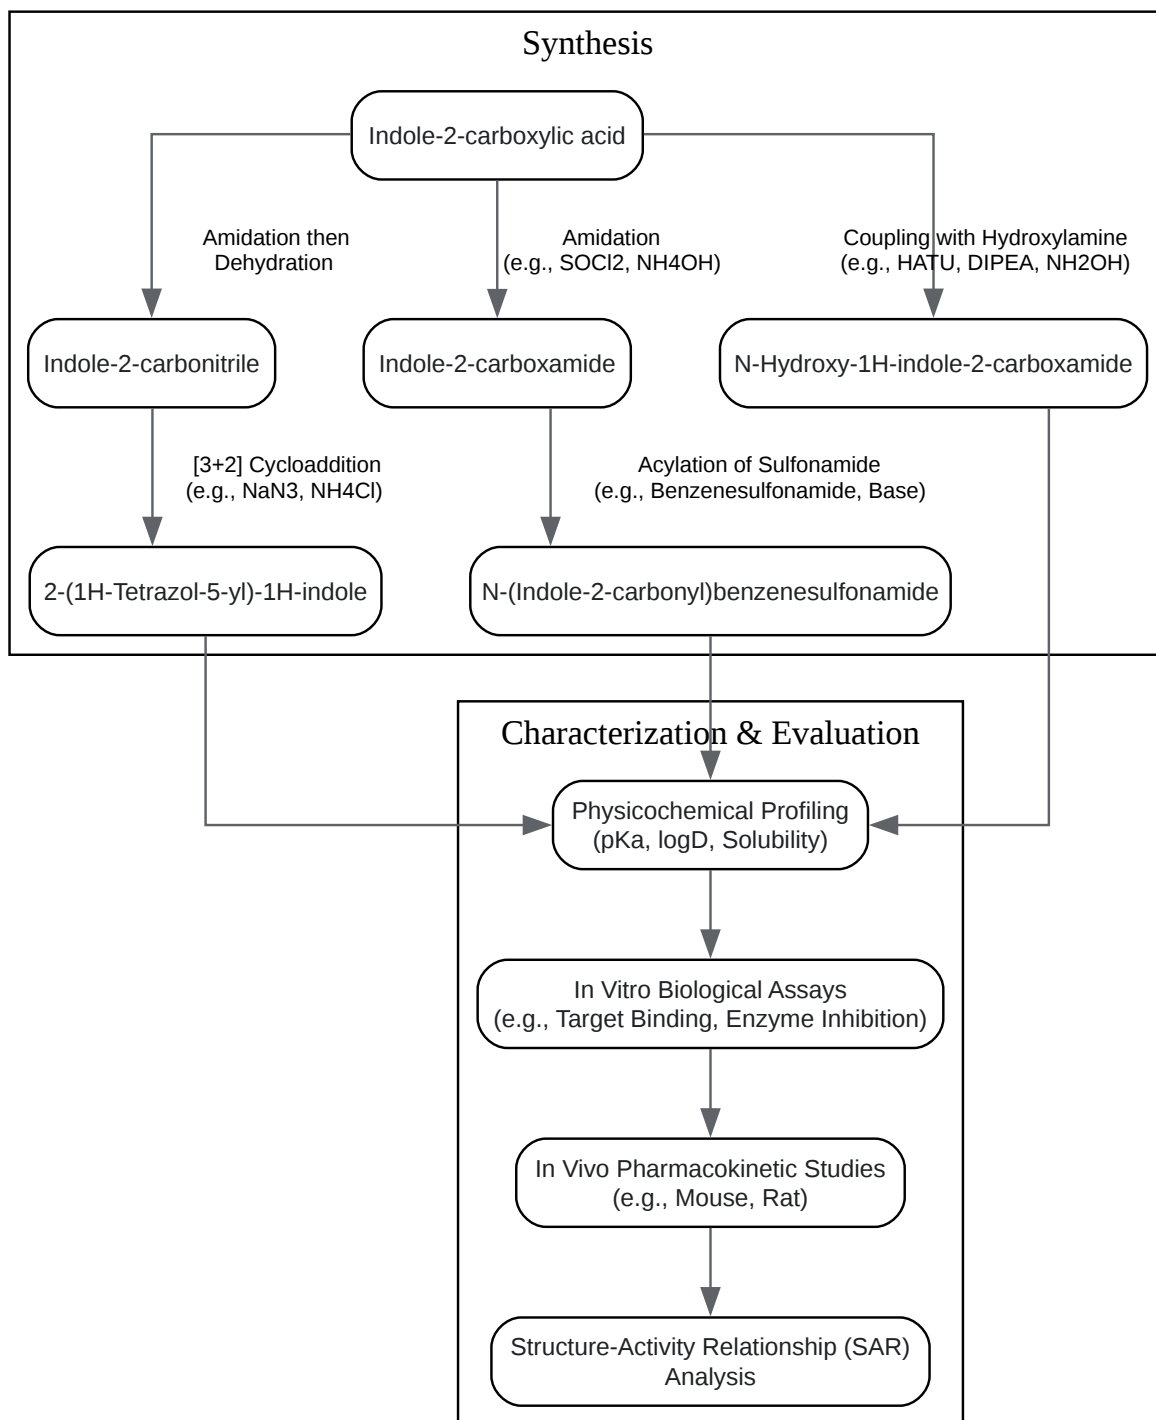 Synthesis
Indole-2-carboxylic acid
Amidation then
Dehydration
Amidation
(e.g., SOCl2, NH4OH)
Coupling with Hydroxylamine
(e.g., HATU, DIPEA, NH2OH)
Indole-2-carbonitrile
Indole-2-carboxamide
N-Hydroxy-1H-indole-2-carboxamide
[3+2] Cycloaddition
(e.g., NaN3, NH4Cl)
Acylation of Sulfonamide
(e.g., Benzenesulfonamide, Base)
2-(1H-Tetrazol-5-yl)-1H-indole
N-(Indole-2-carbonyl)benzenesulfonamide
Characterization & Evaluation
Physicochemical Profiling
(pKa, logD, Solubility)
In Vitro Biological Assays
(e.g., Target Binding, Enzyme Inhibition)
In Vivo Pharmacokinetic Studies
(e.g., Mouse, Rat)
Structure-Activity Relationship (SAR)
Analysis